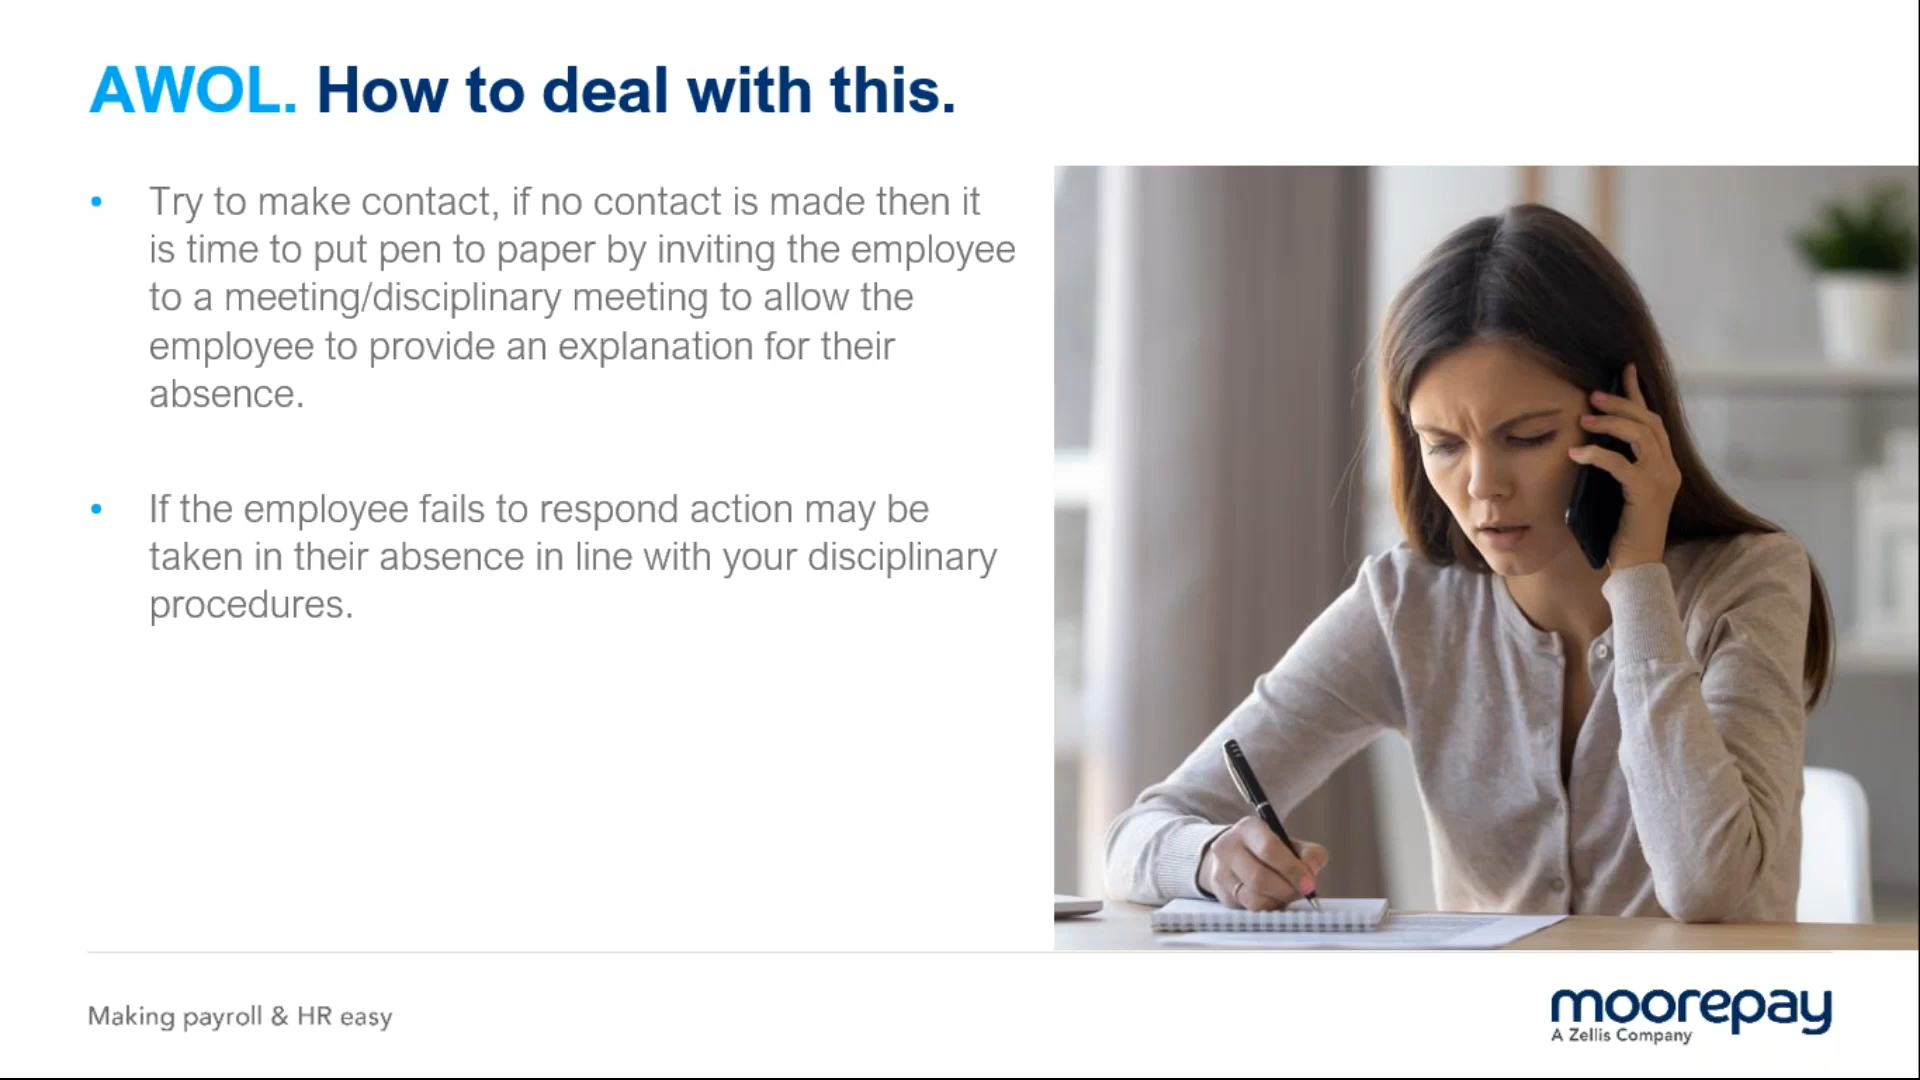 AWOL. How to deal with this.
• Try to make contact, if no contact is made then it
is time to put pen to paper by inviting the employee
to a meeting/disciplinary meeting to allow the
employee to provide an explanation for their
absence.
• If the employee fails to respond action may be
taken in their absence in line with your disciplinary
procedures.
Making payroll & HR easy
moorepay
A Zellis Company